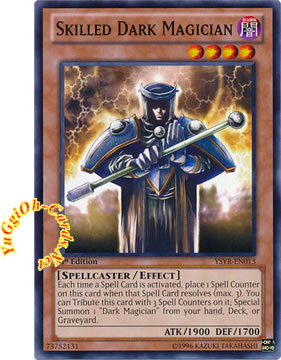 SKILLED DARK MAGICIAN
DARK
闇
YuGgiOh-Cards.Net
1st Edition
YSYR-EN013
[SPELLCASTER / EFFECT]
Each time a Spell Card is activated, place 1 Spell Counter
on this card when that Spell Card resolves (max. 3). You
can Tribute this card with 3 Spell Counters on it; Special
Summon 1 "Dark Magician" from your hand, Deck, or
Graveyard.
ATK/1900 DEF/1700
73752131
©1996 KAZUKI TAKAHASHI